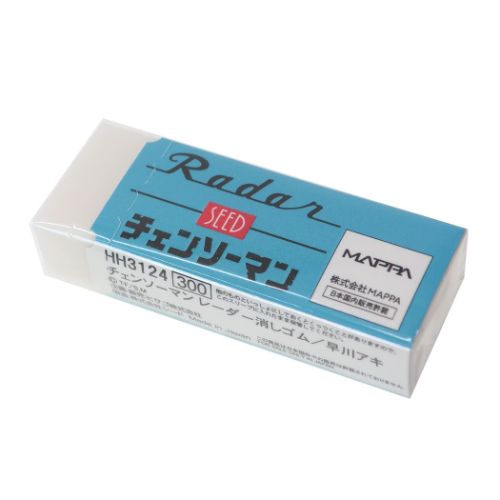 Radar
SEED
チェンソーマン
MAPPA
株式会社MAPPA
日本国内販売許諾
HH3124 300
チェンソーマンレーダー消しゴム/早川アキ
©TF/S,M
Made in Japan